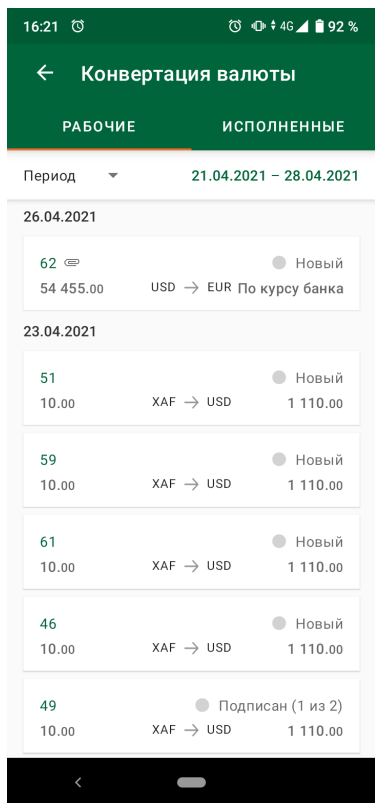 16:21 4G 92 %
Конвертация валюты
РАБОЧИЕ ИСПОЛНЕННЫЕ
Период 21.04.2021 – 28.04.2021
26.04.2021
62 Новый
54 455.00 USD → EUR По курсу банка
23.04.2021
51 Новый
10.00 XAF → USD 1 110.00
59 Новый
10.00 XAF → USD 1 110.00
61 Новый
10.00 XAF → USD 1 110.00
46 Новый
10.00 XAF → USD 1 110.00
49 Подписан (1 из 2)
10.00 XAF → USD 1 110.00